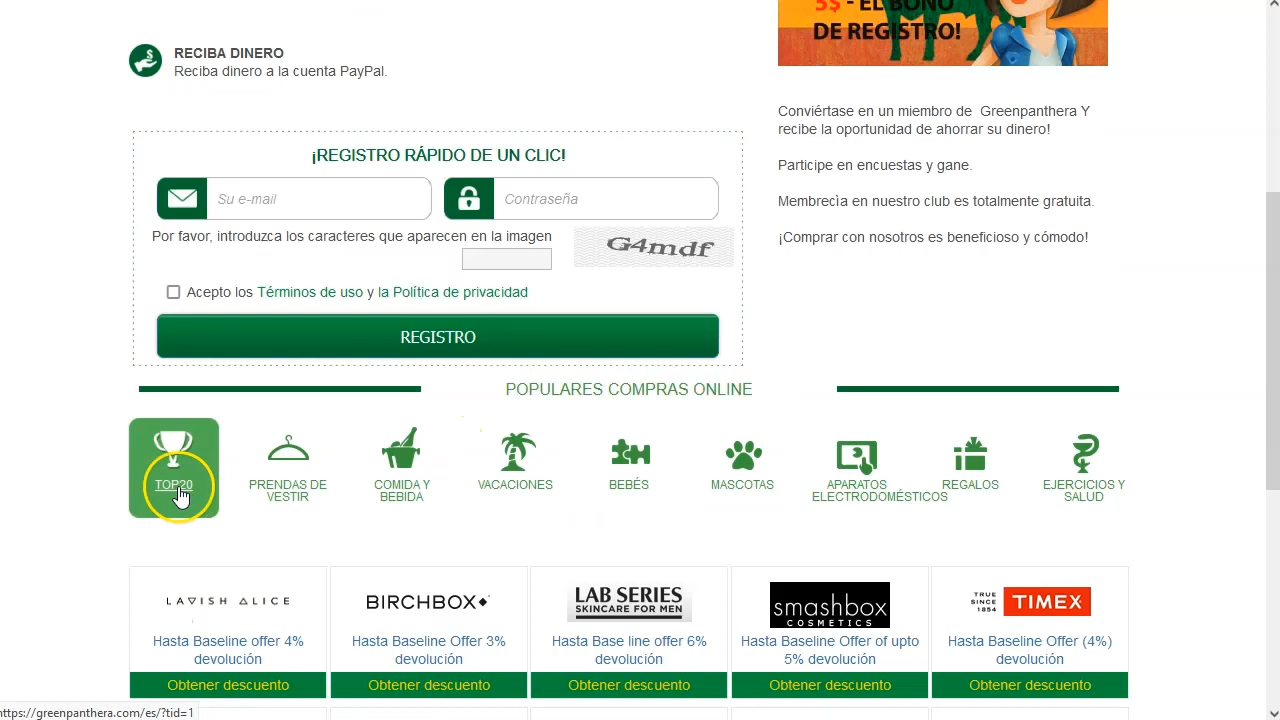 5$ - EL BONO
DE REGISTRO!
RECIBA DINERO
Reciba dinero a la cuenta PayPal.
Conviértase en un miembro de Greenpanthera Y
recibe la oportunidad de ahorrar su dinero!
Participe en encuestas y gane.
Membrecìa en nuestro club es totalmente gratuita.
¡Comprar con nosotros es beneficioso y cómodo!
¡REGISTRO RÁPIDO DE UN CLIC!
Su e-mail
Contraseña
Por favor, introduzca los caracteres que aparecen en la imagen
G4mdf
Acepto los Términos de uso y la Política de privacidad
REGISTRO
POPULARES COMPRAS ONLINE
TOP20
PRENDAS DE
VESTIR
COMIDA Y
BEBIDA
VACACIONES
BEBÉS
MASCOTAS
APARATOS
ELECTRODOMÉSTICOS
REGALOS
EJERCICIOS Y
SALUD
LAVISH ALICE
Hasta Baseline offer 4%
devolución
Obtener descuento
BIRCHBOX
Hasta Baseline Offer 3%
devolución
Obtener descuento
LAB SERIES
SKINCARE FOR MEN
Hasta Base line offer 6%
devolución
Obtener descuento
smashbox
COSMETICS
Hasta Baseline Offer of upto
5% devolución
Obtener descuento
TRUE
SINCE
1854
TIMEX
Hasta Baseline Offer (4%)
devolución
Obtener descuento
https://greenpanthera.com/es/?tid=1